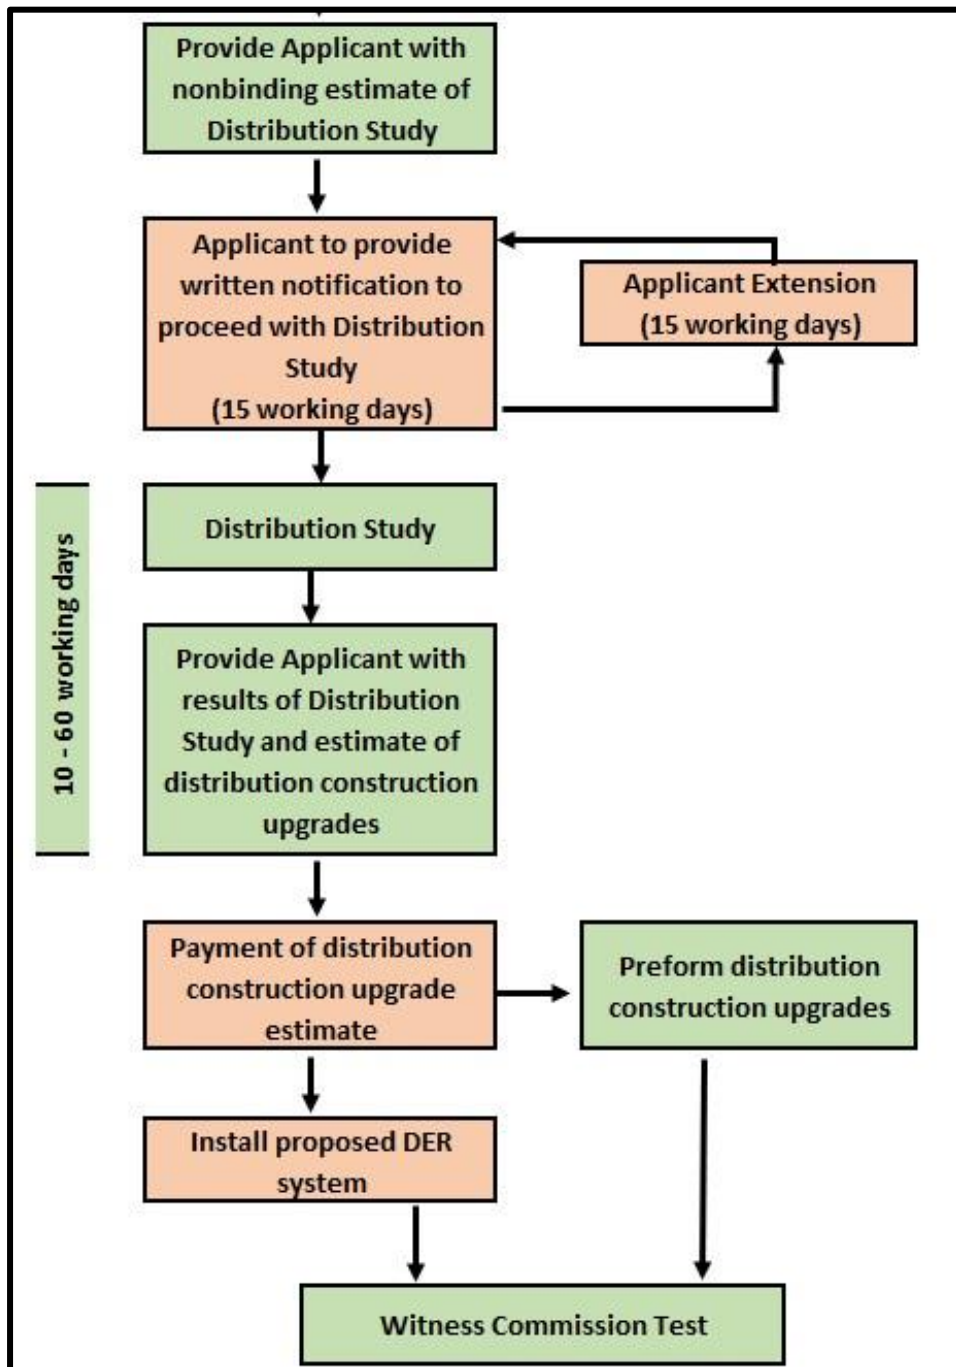 Provide Applicant with
nonbinding estimate of
Distribution Study
Applicant to provide
written notification to
proceed with Distribution
Study
(15 working days)
Applicant Extension
(15 working days)
10 - 60 working days
Distribution Study
Provide Applicant with
results of Distribution
Study and estimate of
distribution construction
upgrades
Payment of distribution
construction upgrade
estimate
Preform distribution
construction upgrades
Install proposed DER
system
Witness Commission Test